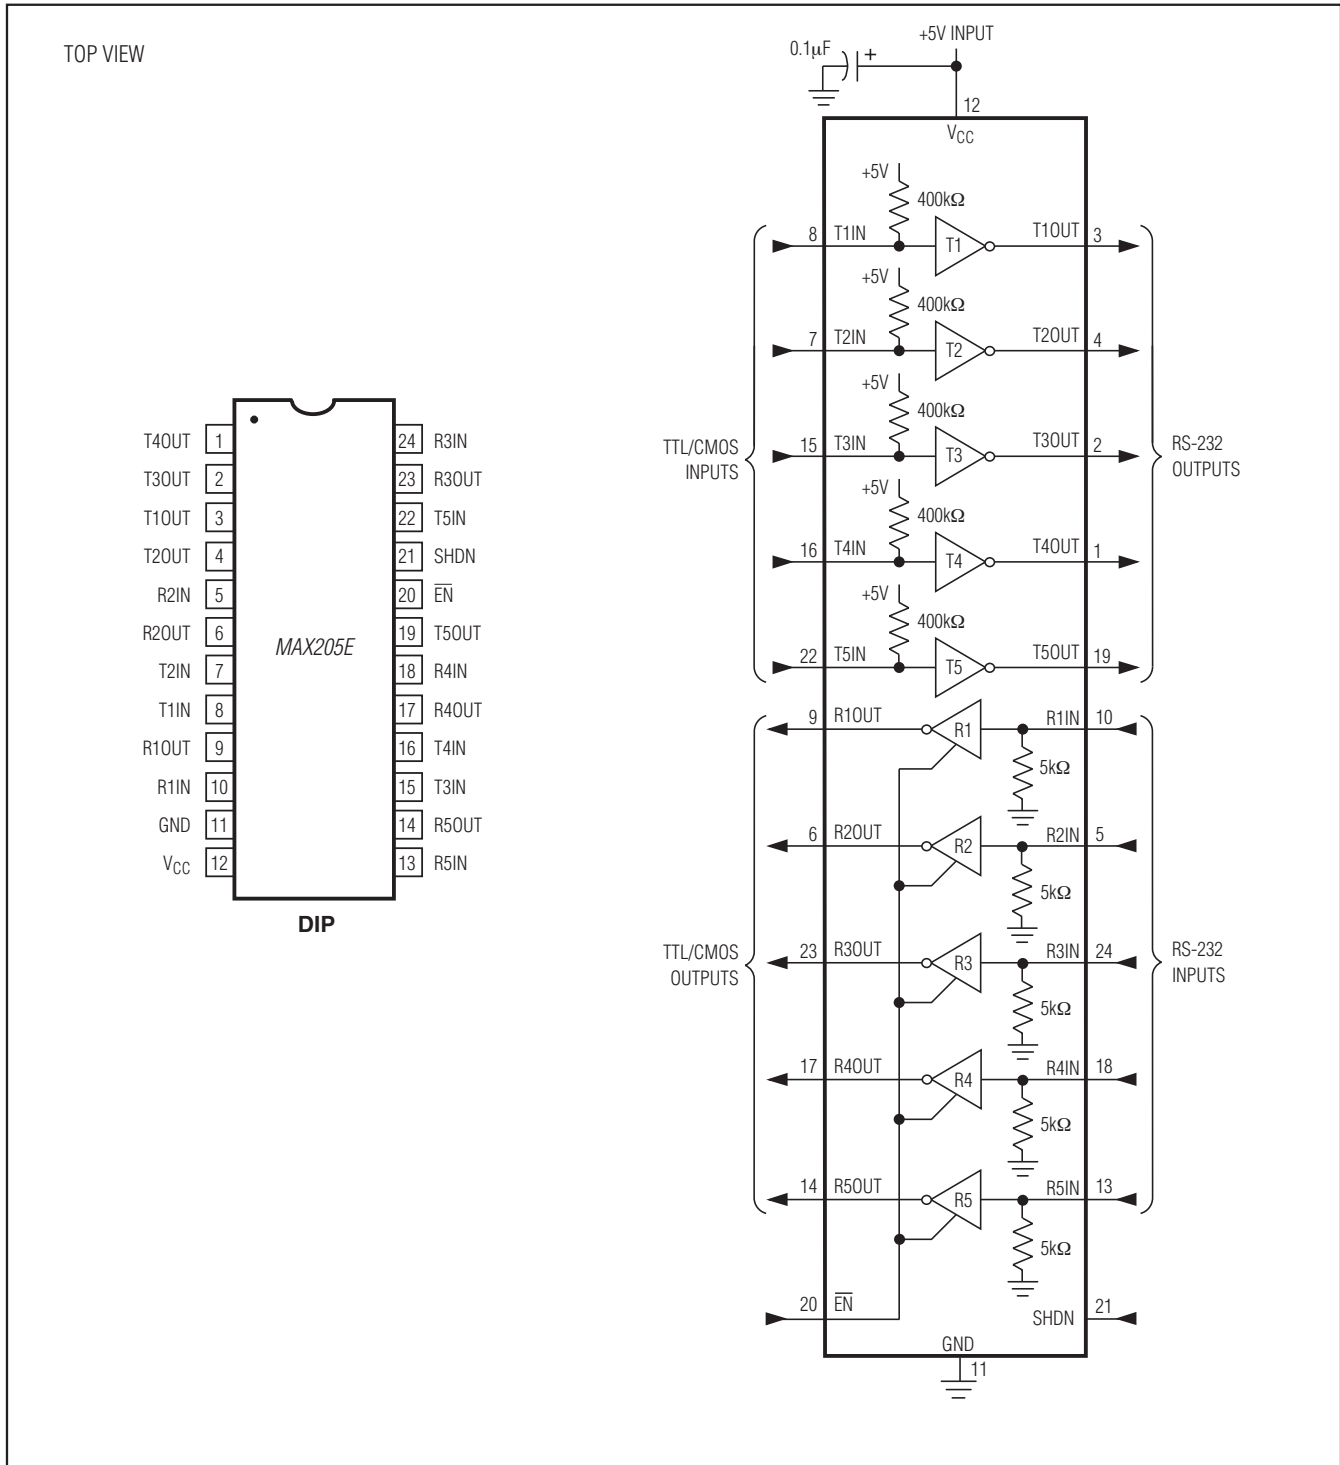 TOP VIEW
T4OUT 1
T3OUT 2
T1OUT 3
T2OUT 4
R2IN 5
R2OUT 6
T2IN 7
T1IN 8
R1OUT 9
R1IN 10
GND 11
VCC 12
MAX205E
24 R3IN
23 R3OUT
22 T5IN
21 SHDN
20 E̅N̅
19 T5OUT
18 R4IN
17 R4OUT
16 T4IN
15 T3IN
14 R5OUT
13 R5IN
DIP
+5V INPUT
0.1μF +
12
VCC
+5V
400kΩ
8 T1IN T1 T1OUT 3
+5V
400kΩ
7 T2IN T2 T2OUT 4
+5V
400kΩ
15 T3IN T3 T3OUT 2
+5V
400kΩ
16 T4IN T4 T4OUT 1
+5V
400kΩ
22 T5IN T5 T5OUT 19
TTL/CMOS
INPUTS
RS-232
OUTPUTS
9 R1OUT R1 R1IN 10
5kΩ
6 R2OUT R2 R2IN 5
5kΩ
23 R3OUT R3 R3IN 24
5kΩ
17 R4OUT R4 R4IN 18
5kΩ
14 R5OUT R5 R5IN 13
5kΩ
TTL/CMOS
OUTPUTS
RS-232
INPUTS
20 E̅N̅
SHDN 21
GND
11